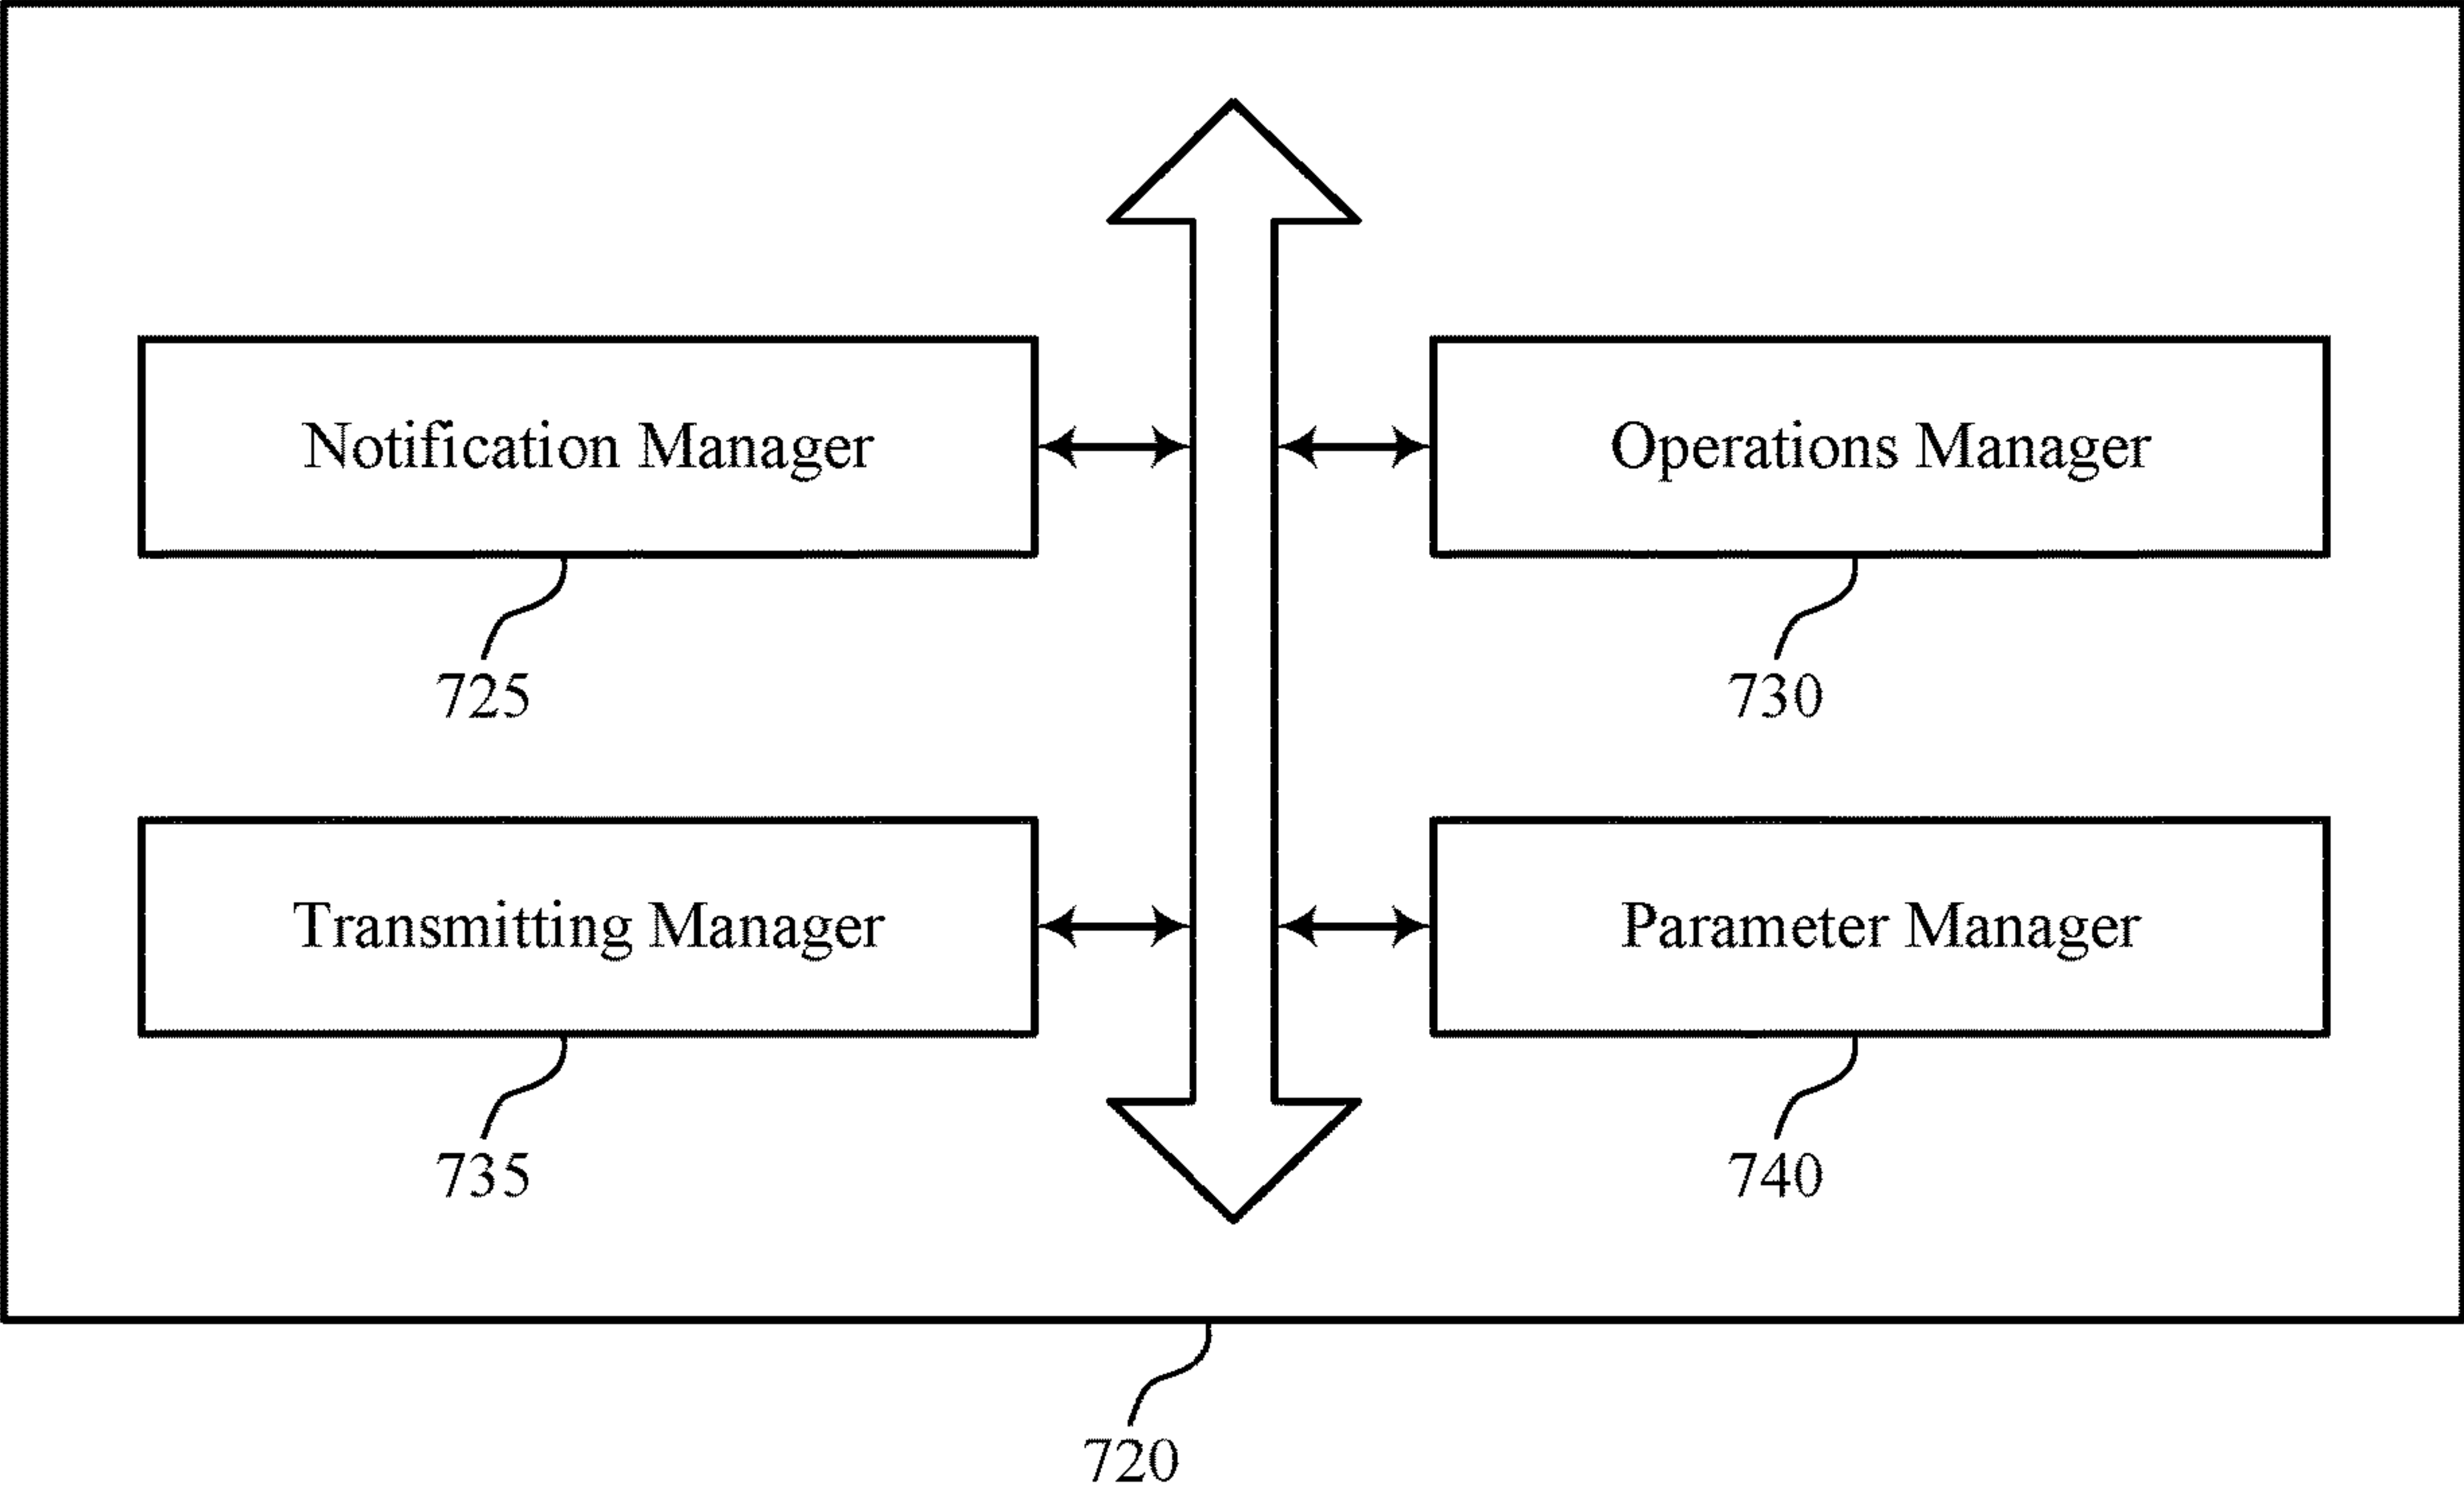 Notification Manager
Operations Manager
725
730
Transmitting Manager
Parameter Manager
735
740
720